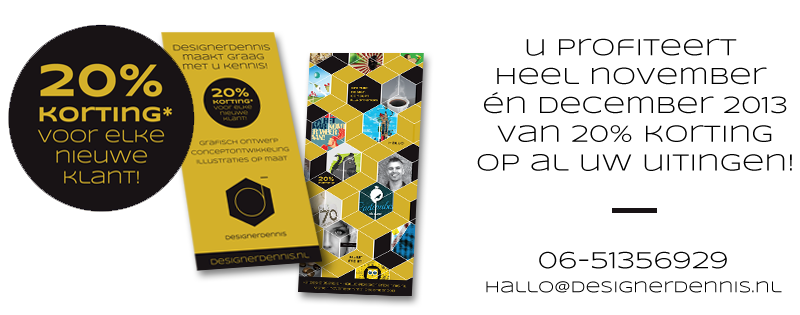 20%
KORTING*
VOOR ELKE
NIEUWE
KLANT!
DESIGNERDENNIS
MAAKT GRAAG
MET U KENNIS!
20%
KORTING*
VOOR ELKE
NIEUWE
KLANT!
GRAFISCH ONTWERP
CONCEPTONTWIKKELING
ILLUSTRATIES OP MAAT
d
DESIGNERDENNIS
DESIGNERDENNIS.NL
20%
70
U PROFITEERT
HEEL NOVEMBER
ÉN DECEMBER 2013
VAN 20% KORTING
OP AL UW UITINGEN!
06-51356929
HALLO@DESIGNERDENNIS.NL